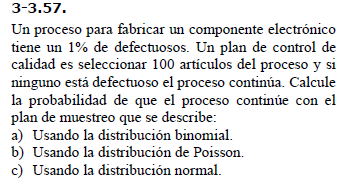 3-3.57.
Un proceso para fabricar un componente electrónico
tiene un 1% de defectuosos. Un plan de control de
calidad es seleccionar 100 artículos del proceso y si
ninguno está defectuoso el proceso continúa. Calcule
la probabilidad de que el proceso continúe con el
plan de muestreo que se describe:
a) Usando la distribución binomial.
b) Usando la distribución de Poisson.
c) Usando la distribución normal.